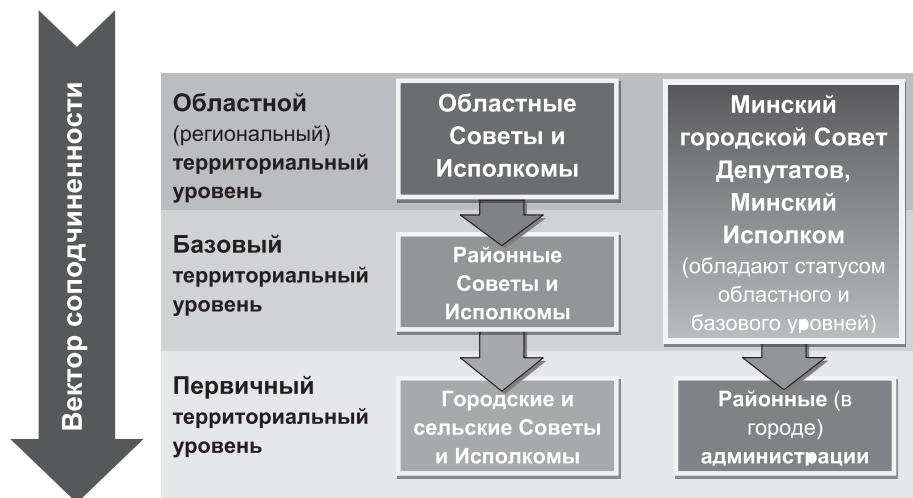 Вектор соподчиненности
Областной
(региональный)
территориальный
уровень
Областные
Советы и
Исполкомы
Минский
городской Совет
Депутатов,
Минский
Исполком
(обладают статусом
областного и
базового уровней)
Базовый
территориальный
уровень
Районные
Советы и
Исполкомы
Первичный
территориальный
уровень
Городские и
сельские Советы
и Исполкомы
Районные (в
городе)
администрации